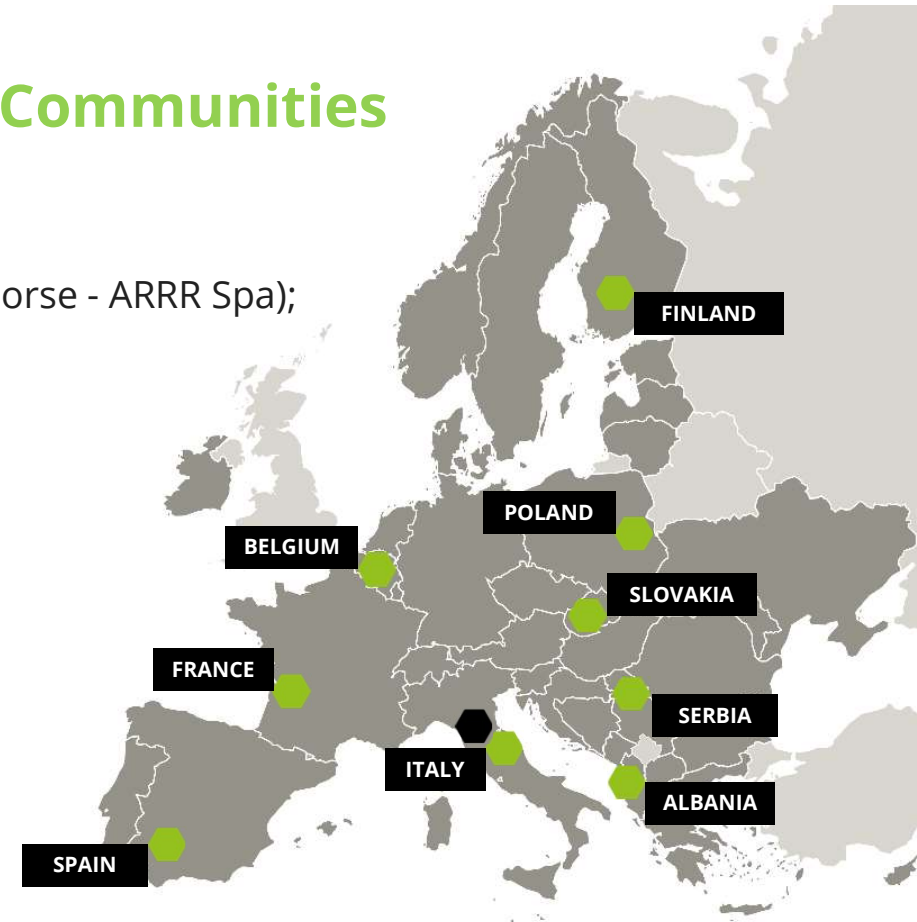 Communities
orse - ARRR Spa);
FINLAND
POLAND
BELGIUM
SLOVAKIA
FRANCE
SERBIA
ITALY
ALBANIA
SPAIN